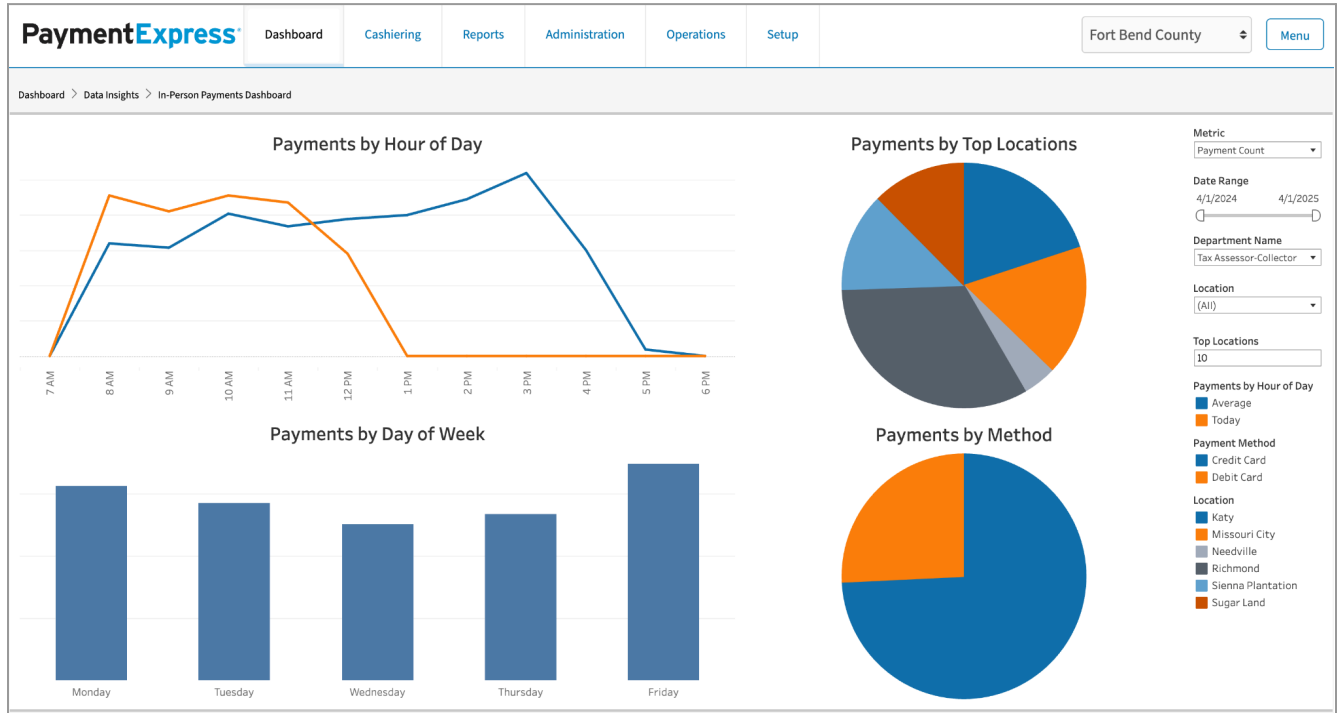 PaymentExpress®
Dashboard
Cashiering
Reports
Administration
Operations
Setup
Fort Bend County
Menu
Dashboard > Data Insights > In-Person Payments Dashboard
Payments by Hour of Day
7 AM
8 AM
9 AM
10 AM
11 AM
12 PM
1 PM
2 PM
3 PM
4 PM
5 PM
6 PM
Payments by Top Locations
Payments by Day of Week
Monday
Tuesday
Wednesday
Thursday
Friday
Payments by Method
Metric
Payment Count
Date Range
4/1/2024 4/1/2025
Department Name
Tax Assessor-Collector
Location
(All)
Top Locations
10
Payments by Hour of Day
Average
Today
Payment Method
Credit Card
Debit Card
Location
Katy
Missouri City
Needville
Richmond
Sienna Plantation
Sugar Land